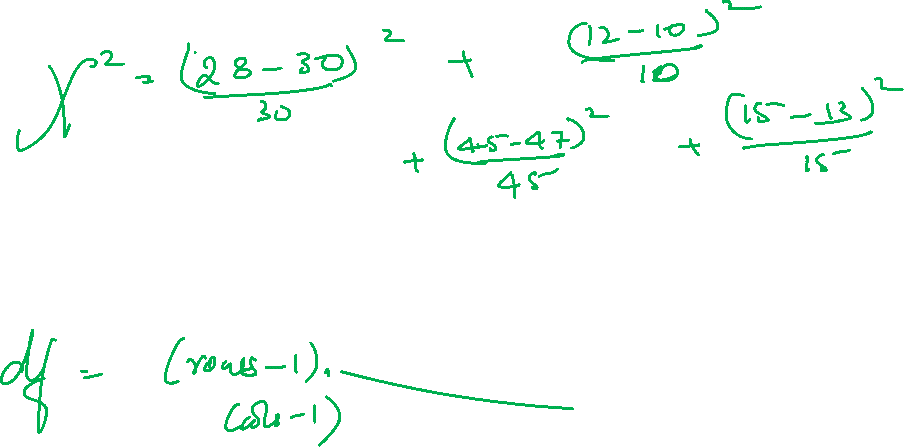 χ² = (28-30)²/30 + (12-10)²/10
+ (45-47)²/45 + (15-13)²/15
df = (rows-1).
(cols-1)